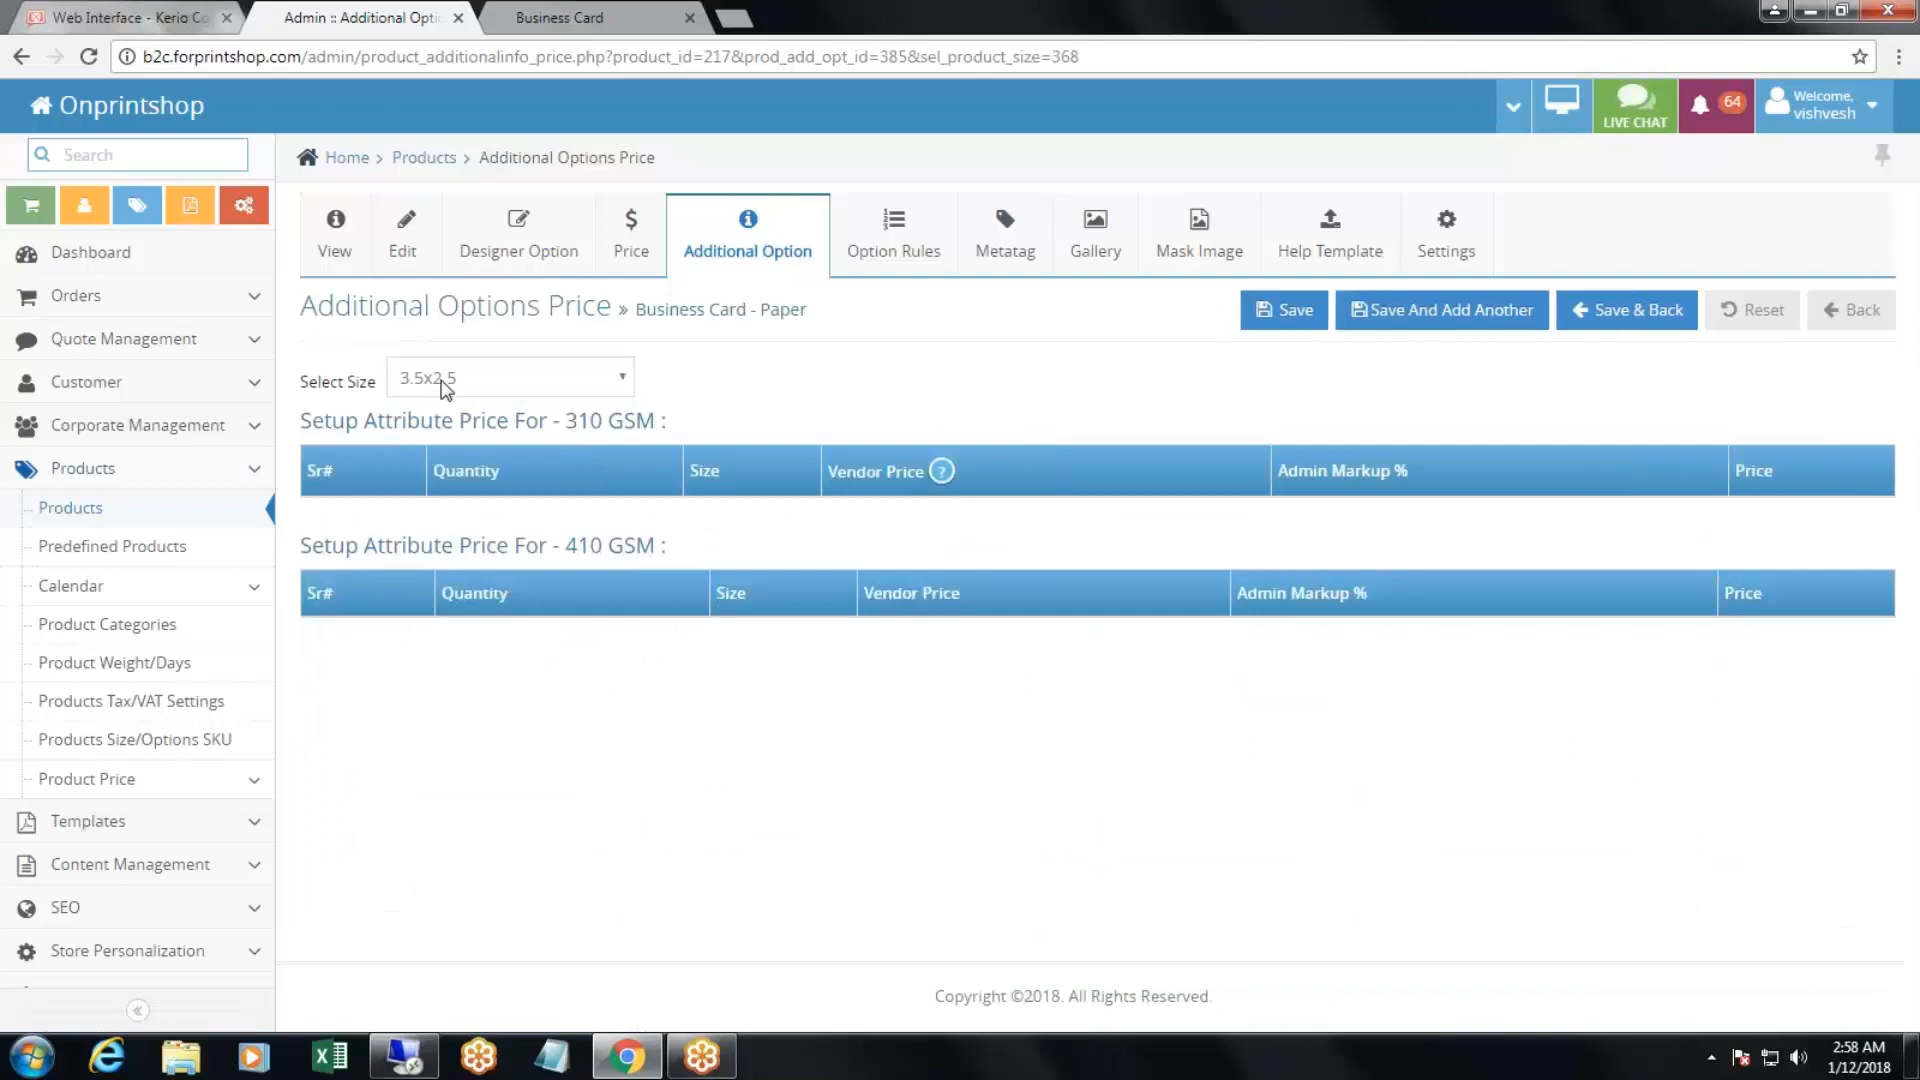 Web Interface - Kerio Co
Admin :: Additional Opti
Business Card
b2c.forprintshop.com/admin/product_additionalinfo_price.php?product_id=217&prod_add_opt_id=385&sel_product_size=368
Onprintshop
LIVE CHAT
64
Welcome,
vishvesh
Search
Home > Products > Additional Options Price
View
Edit
Designer Option
Price
Additional Option
Option Rules
Metatag
Gallery
Mask Image
Help Template
Settings
Additional Options Price » Business Card - Paper
Save
Save And Add Another
Save & Back
Reset
Back
Select Size
3.5x2.5
Setup Attribute Price For - 310 GSM :
Sr# Quantity Size Vendor Price ? Admin Markup % Price
Setup Attribute Price For - 410 GSM :
Sr# Quantity Size Vendor Price Admin Markup % Price
Dashboard
Orders
Quote Management
Customer
Corporate Management
Products
Products
Predefined Products
Calendar
Product Categories
Product Weight/Days
Products Tax/VAT Settings
Products Size/Options SKU
Product Price
Templates
Content Management
SEO
Store Personalization
Copyright ©2018. All Rights Reserved.
2:58 AM
1/12/2018